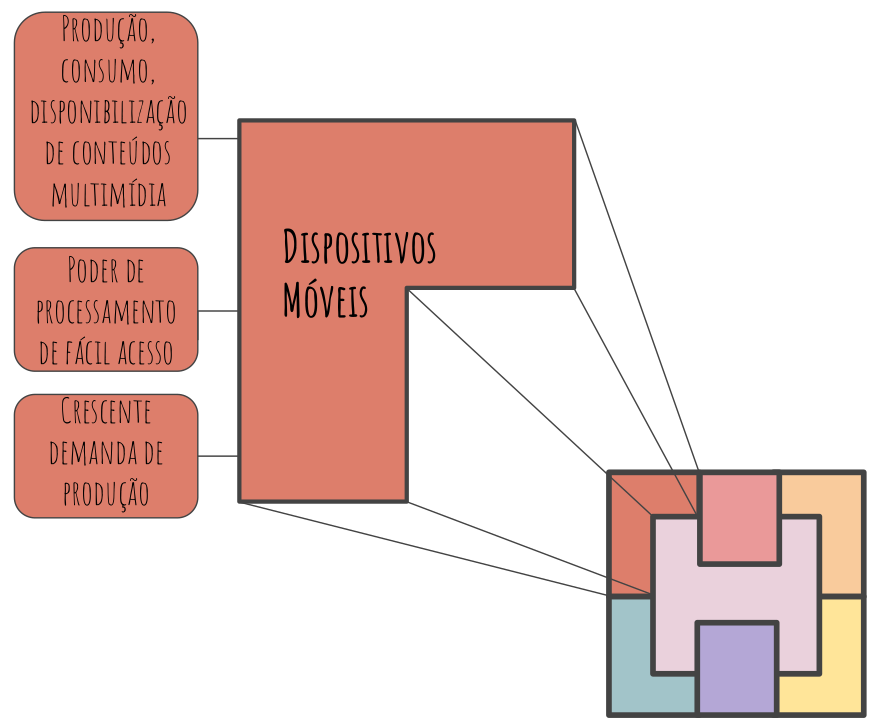 Produção,
consumo,
disponibilização
de conteúdos
multimídia
Poder de
processamento
de fácil acesso
Crescente
demanda de
produção
Dispositivos
Móveis